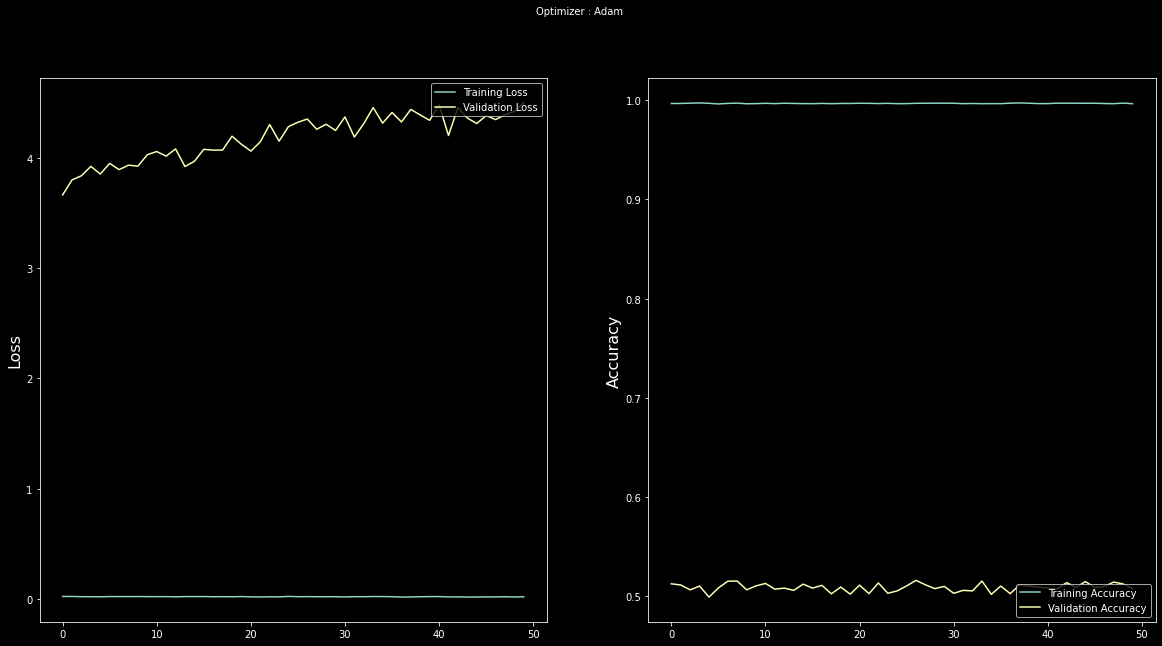 Optimizer : Adam
Training Loss
Validation Loss
Loss
4
3
2
1
0
0 10 20 30 40 50
Accuracy
1.0
0.9
0.8
0.7
0.6
0.5
Training Accuracy
Validation Accuracy
0 10 20 30 40 50